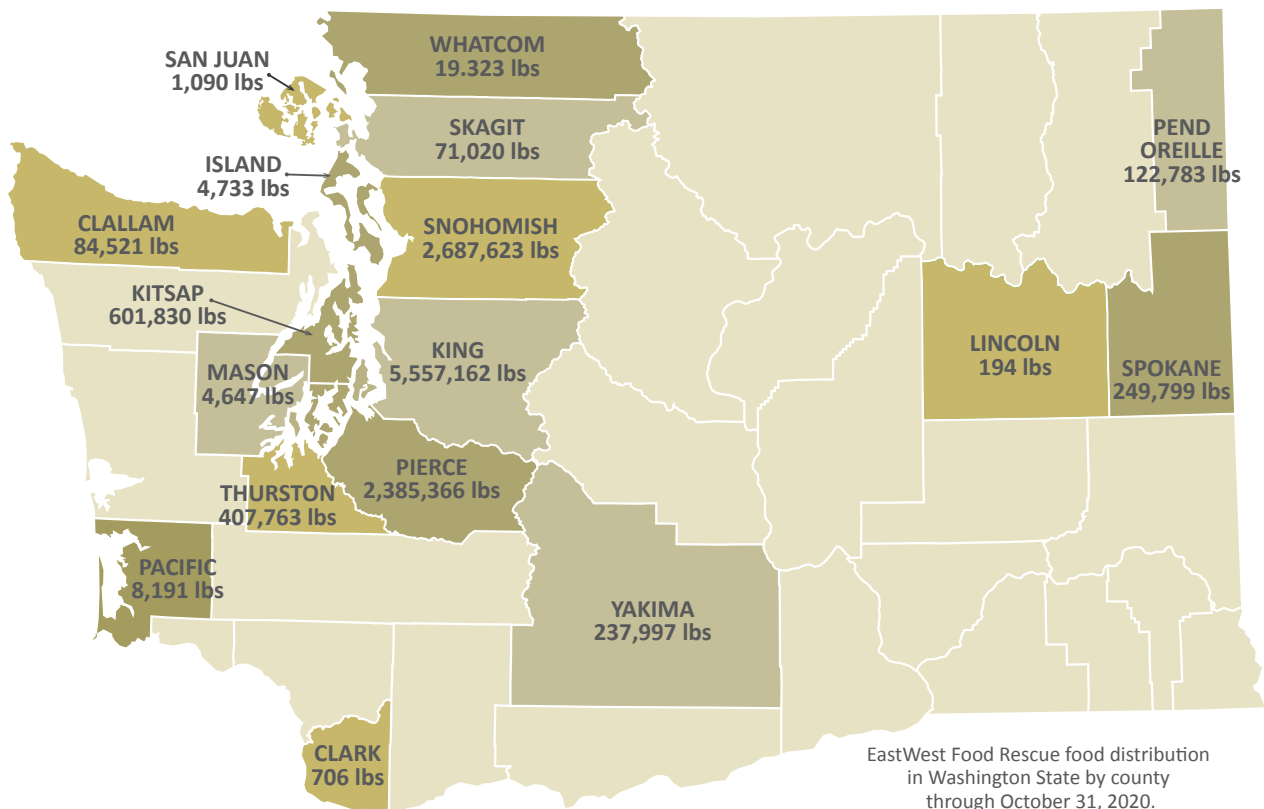 WHATCOM
19.323 lbs
SAN JUAN
1,090 lbs
SKAGIT
71,020 lbs
PEND
OREILLE
122,783 lbs
ISLAND
4,733 lbs
CLALLAM
84,521 lbs
SNOHOMISH
2,687,623 lbs
KITSAP
601,830 lbs
KING
5,557,162 lbs
LINCOLN
194 lbs
MASON
4,647 lbs
SPOKANE
249,799 lbs
PIERCE
2,385,366 lbs
THURSTON
407,763 lbs
PACIFIC
8,191 lbs
YAKIMA
237,997 lbs
CLARK
706 lbs
EastWest Food Rescue food distribution
in Washington State by county
through October 31, 2020.